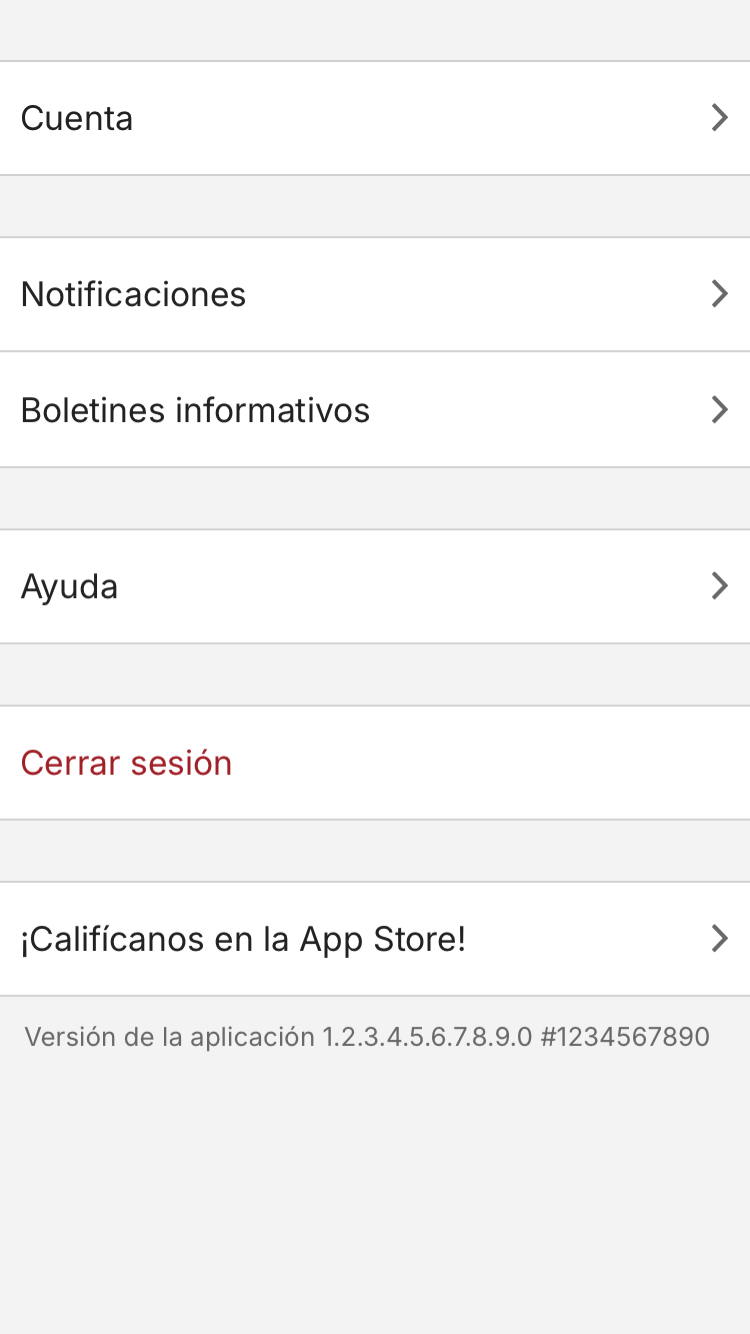 Cuenta
Notificaciones
Boletines informativos
Ayuda
Cerrar sesión
¡Califícanos en la App Store!
Versión de la aplicación 1.2.3.4.5.6.7.8.9.0 #1234567890